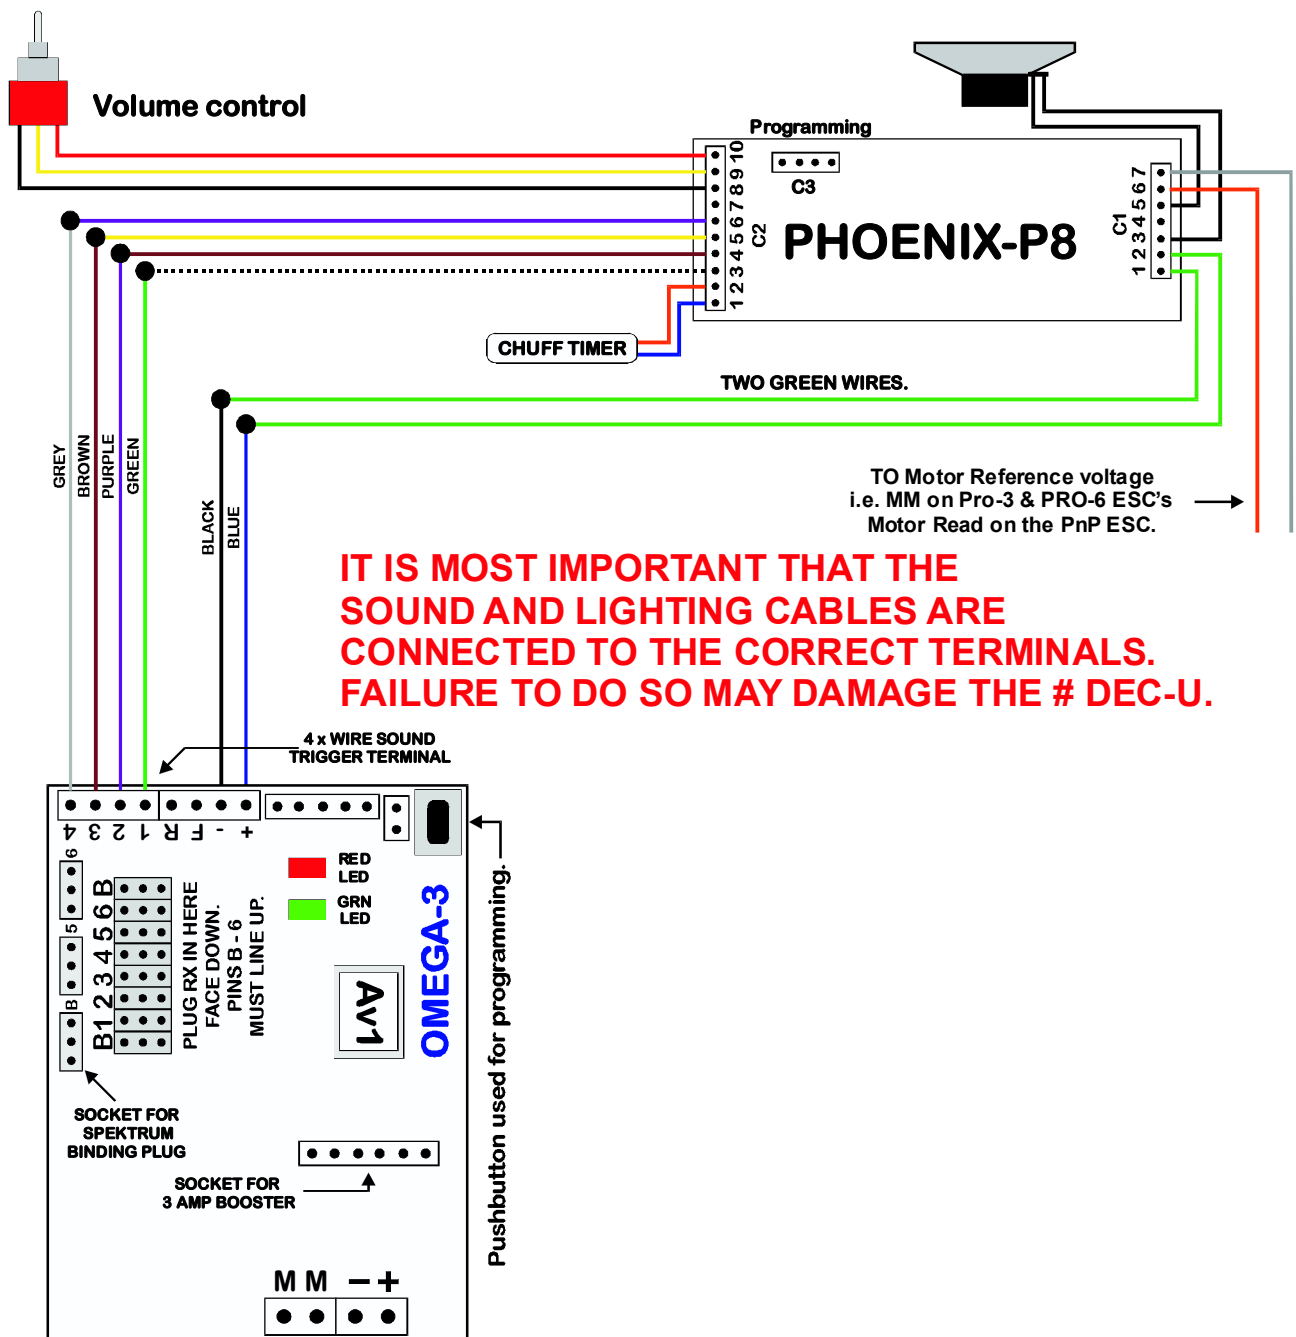 Volume control
Programming
C3
PHOENIX-P8
10
9
8
7
6
5
4
3
2
1
C2
7
6
5
4
3
2
1
C1
CHUFF TIMER
TWO GREEN WIRES.
GREY
BROWN
PURPLE
GREEN
BLACK
BLUE
TO Motor Reference voltage
i.e. MM on Pro-3 & PRO-6 ESC's
Motor Read on the PnP ESC.
IT IS MOST IMPORTANT THAT THE
SOUND AND LIGHTING CABLES ARE
CONNECTED TO THE CORRECT TERMINALS.
FAILURE TO DO SO MAY DAMAGE THE # DEC-U.
4 x WIRE SOUND
TRIGGER TERMINAL
4 3 2 1 R F - +
6
5
B
B1 2 3 4 5 6 B
PLUG RX IN HERE
FACE DOWN.
PINS B - 6
MUST LINE UP.
RED
LED
GRN
LED
OMEGA-3
Av1
Pushbutton used for programming.
SOCKET FOR
SPEKTRUM
BINDING PLUG
SOCKET FOR
3 AMP BOOSTER
M M − +